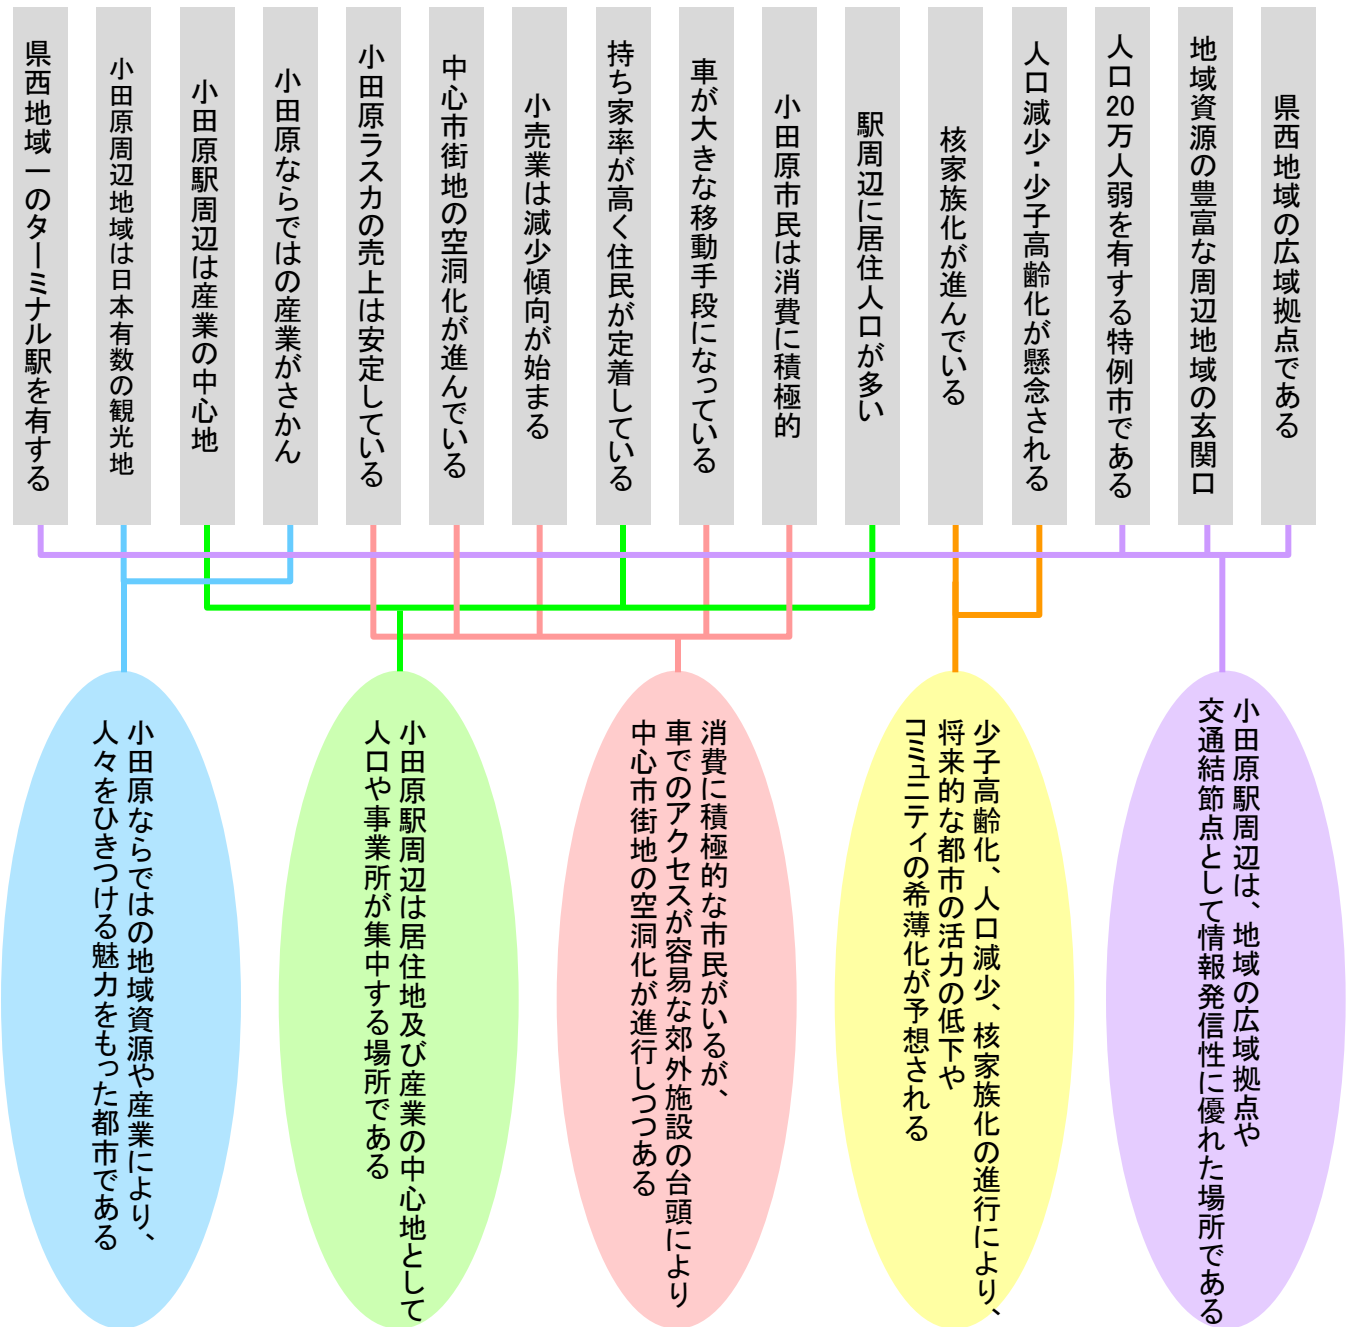 県西地域の広域拠点である
地域資源の豊富な周辺地域の玄関口
人口20万人弱を有する特例市である
人口減少・少子高齢化が懸念される
核家族化が進んでいる
駅周辺に居住人口が多い
小田原市民は消費に積極的
車が大きな移動手段になっている
持ち家率が高く住民が定着している
小売業は減少傾向が始まる
中心市街地の空洞化が進んでいる
小田原ラスカの売上は安定している
小田原ならではの産業がさかん
小田原駅周辺は産業の中心地
小田原周辺地域は日本有数の観光地
県西地域一のターミナル駅を有する
小田原駅周辺は、地域の広域拠点や
交通結節点として情報発信性に優れた場所である
少子高齢化、人口減少、核家族化の進行により、
将来的な都市の活力の低下や
コミュニティの希薄化が予想される
消費に積極的な市民がいるが、
車でのアクセスが容易な郊外施設の台頭により
中心市街地の空洞化が進行しつつある
小田原駅周辺は居住地及び産業の中心地として
人口や事業所が集中する場所である
小田原ならではの地域資源や産業により、
人々をひきつける魅力をもった都市である